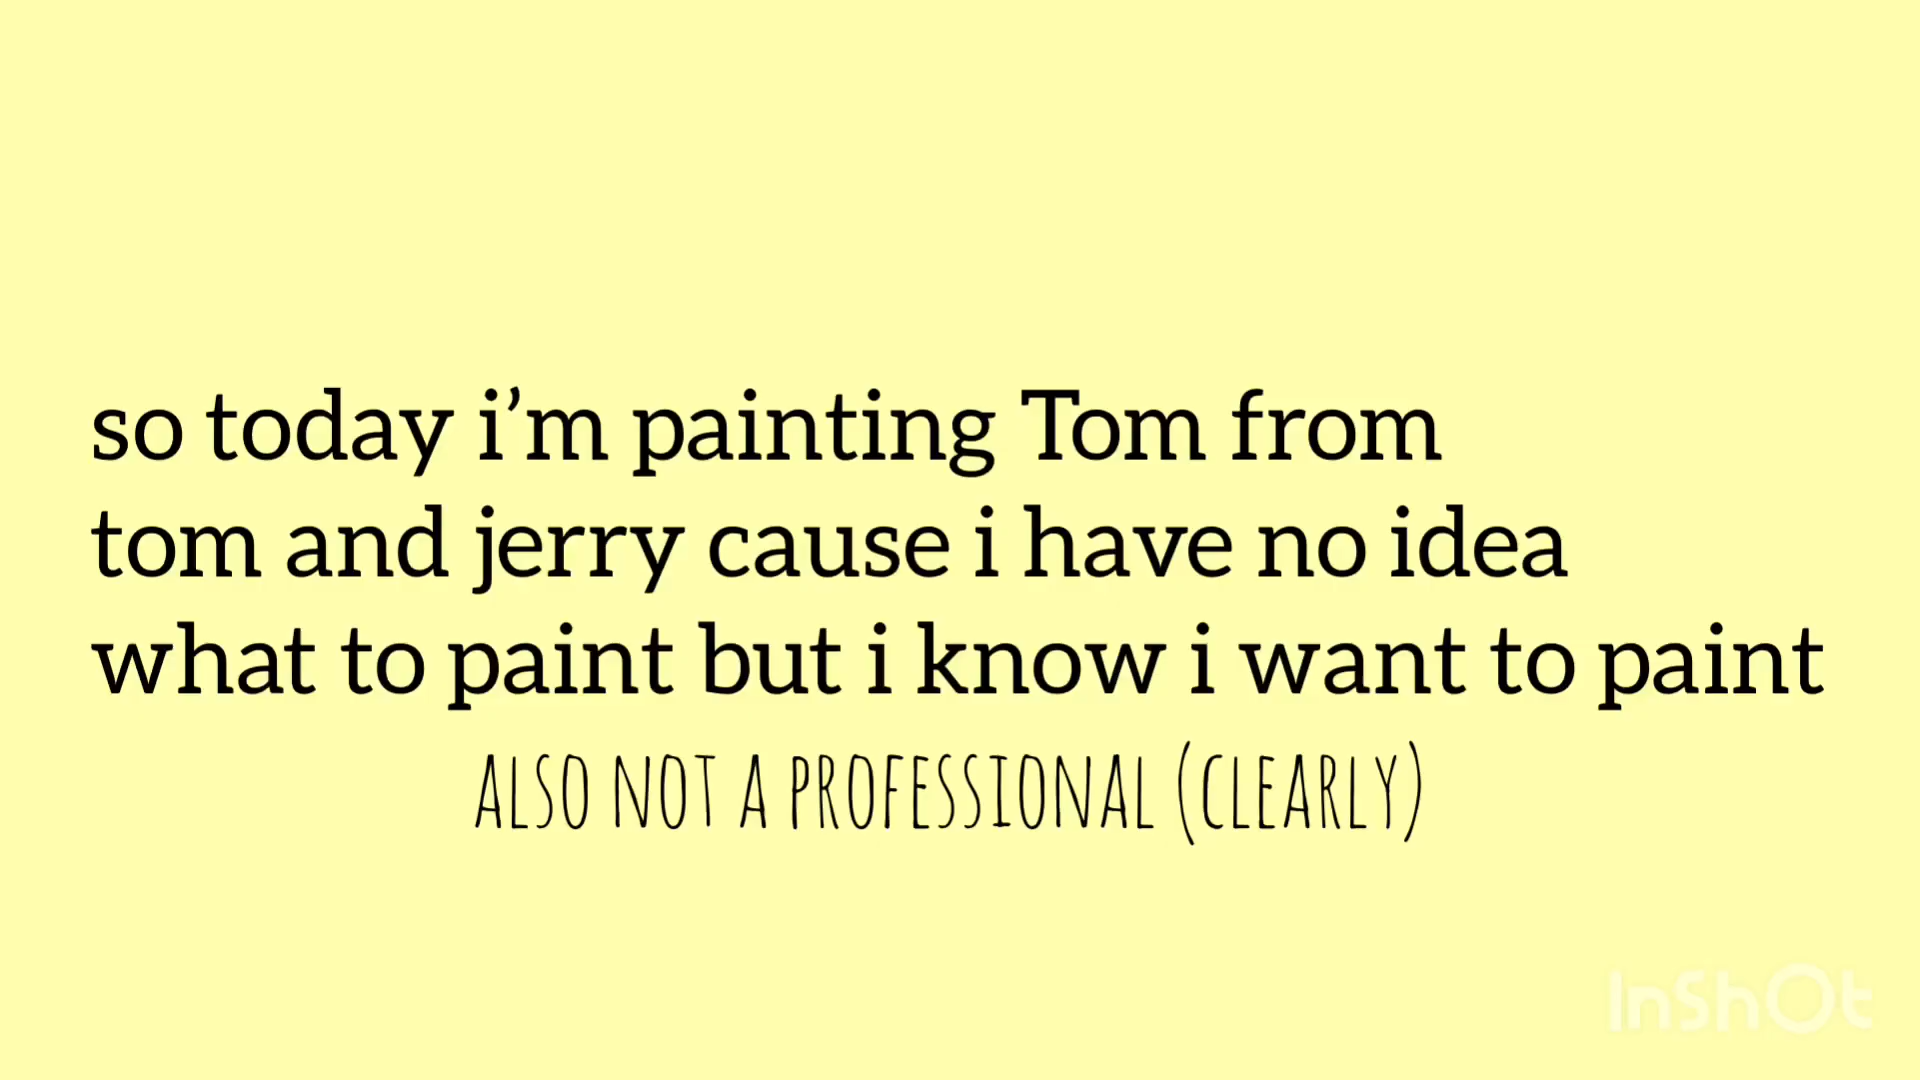 so today i’m painting Tom from
tom and jerry cause i have no idea
what to paint but i know i want to paint
ALSO NOT A PROFESSIONAL (CLEARLY)
InShOt